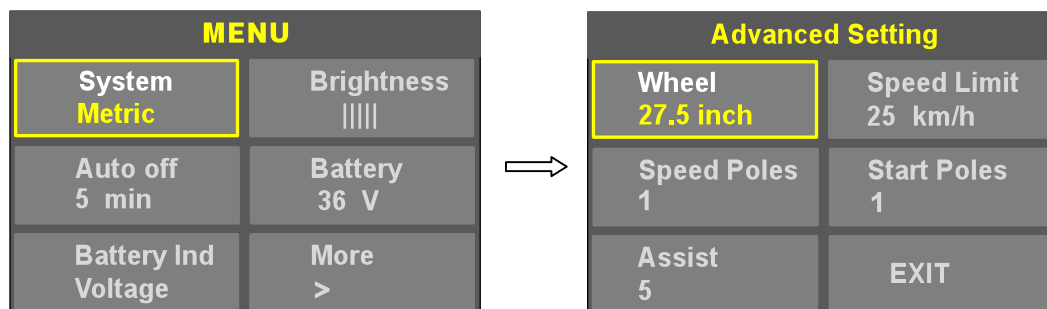 MENU
System
Metric
Brightness
|||||
Auto off
5 min
Battery
36 V
Battery Ind
Voltage
More
>
Advanced Setting
Wheel
27.5 inch
Speed Limit
25 km/h
Speed Poles
1
Start Poles
1
Assist
5
EXIT